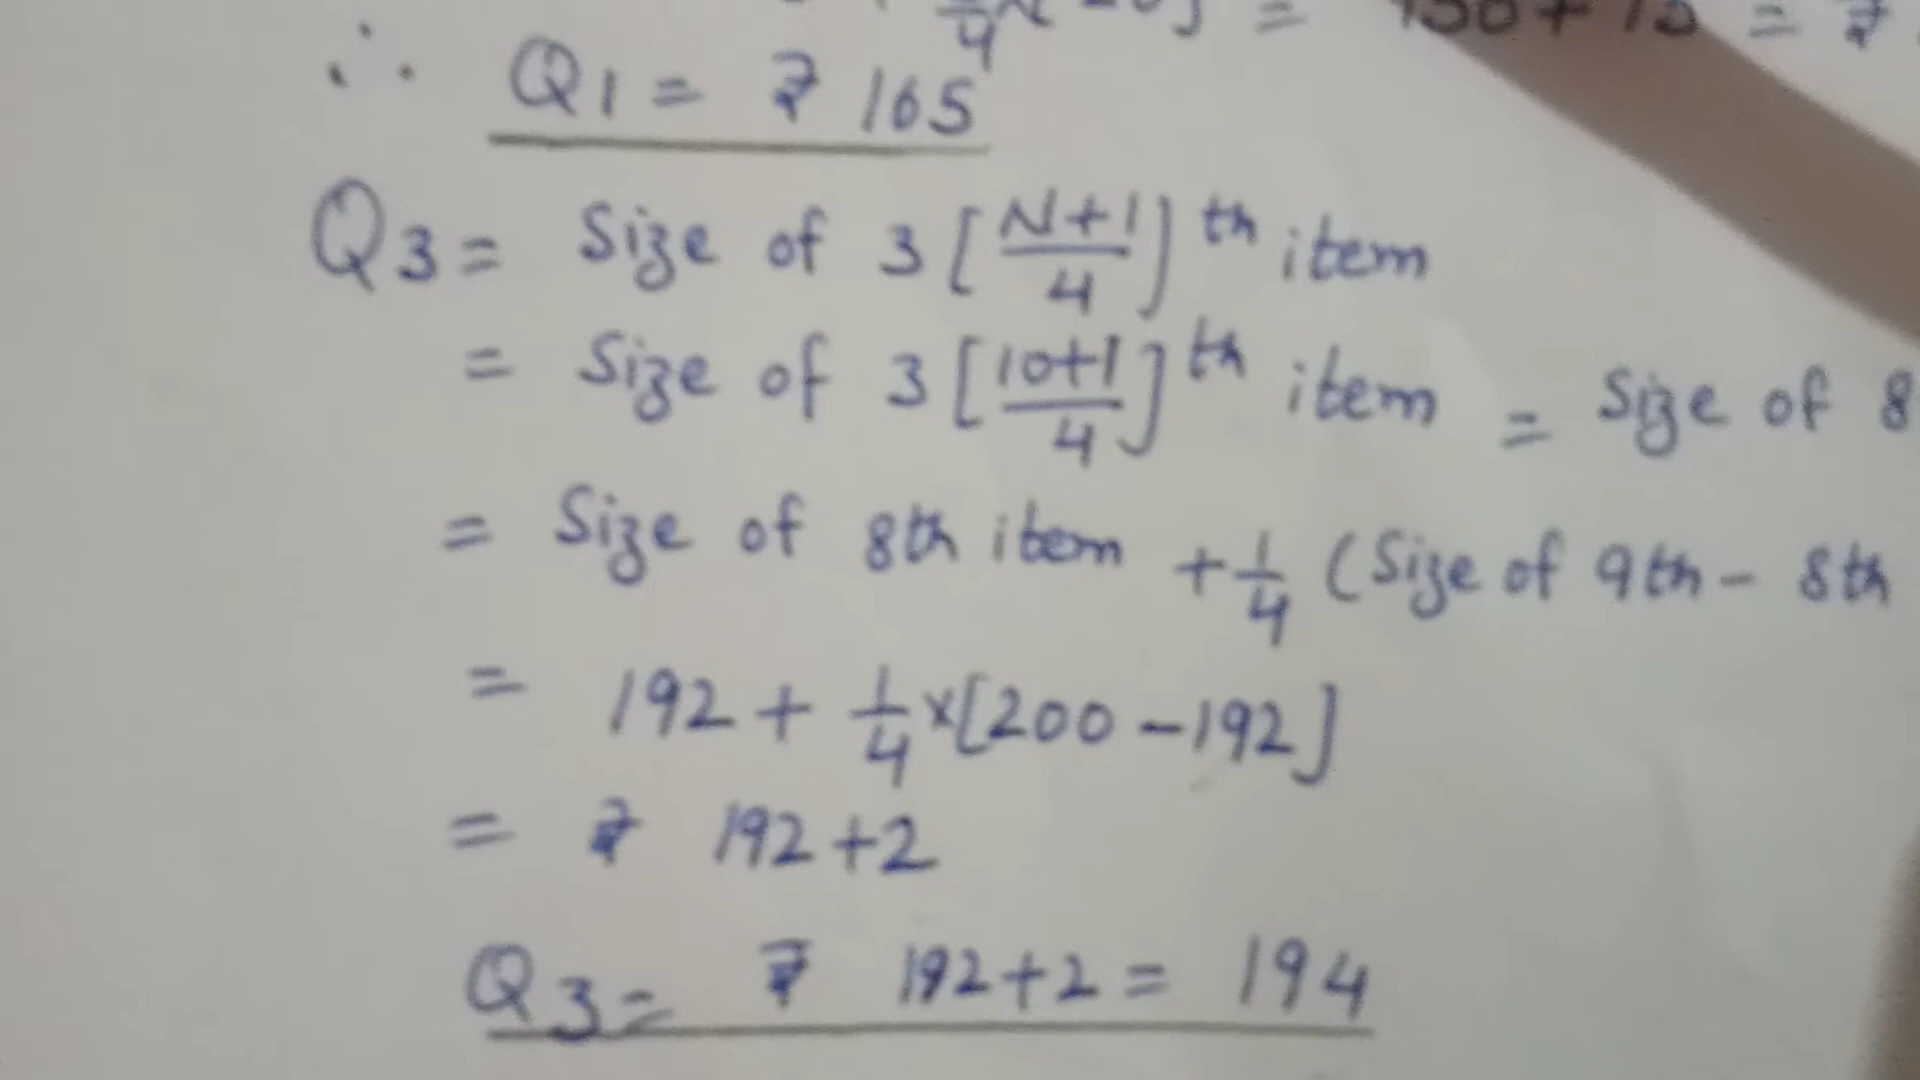 = 150 + 15 = ₹
∴ Q1 = ₹ 165
Q3 = Size of 3 [N+1/4]th item
= Size of 3 [10+1/4]th item = Size of 8
= Size of 8th item + 1/4 (Size of 9th - 8th
= 192 + 1/4 x [200 - 192]
= ₹ 192 + 2
Q3 = ₹ 192 + 2 = 194